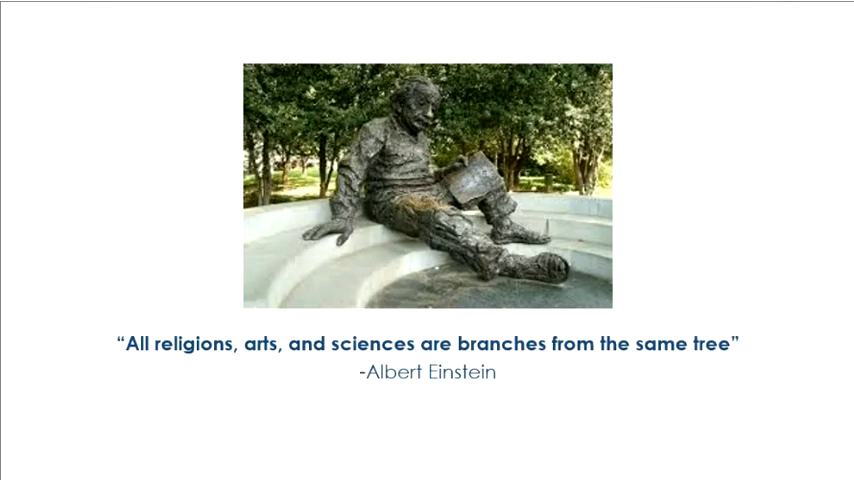 “All religions, arts, and sciences are branches from the same tree”
-Albert Einstein